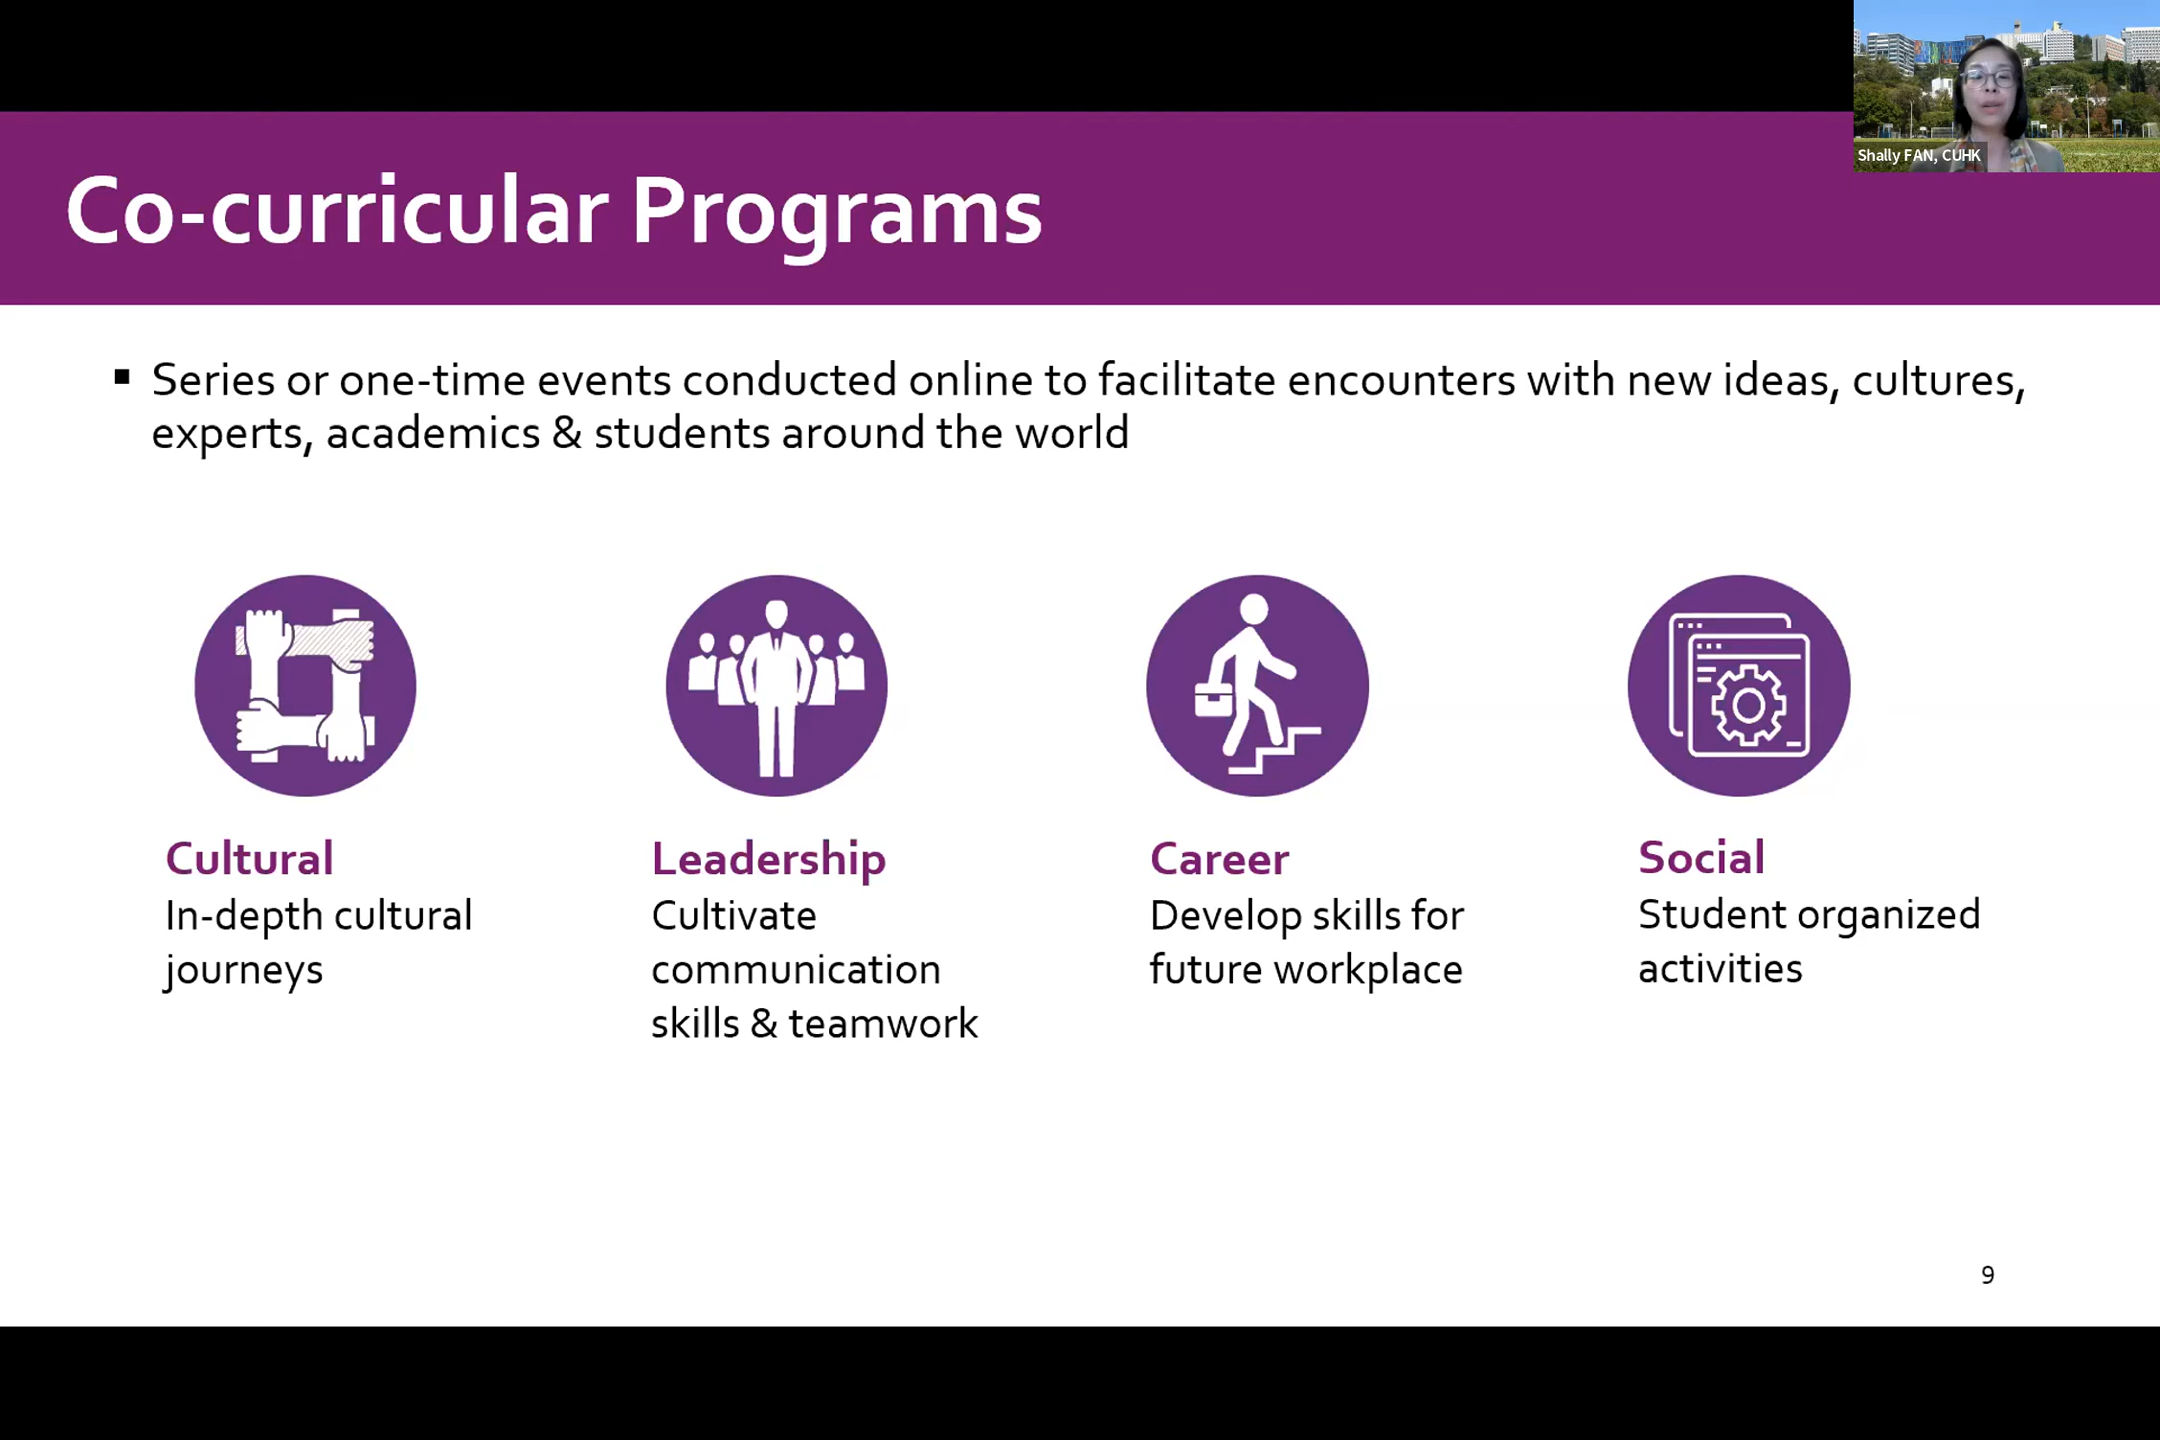 Shally FAN, CUHK
Co-curricular Programs
▪ Series or one-time events conducted online to facilitate encounters with new ideas, cultures,
experts, academics & students around the world
Cultural
In-depth cultural
journeys
Leadership
Cultivate
communication
skills & teamwork
Career
Develop skills for
future workplace
Social
Student organized
activities
9